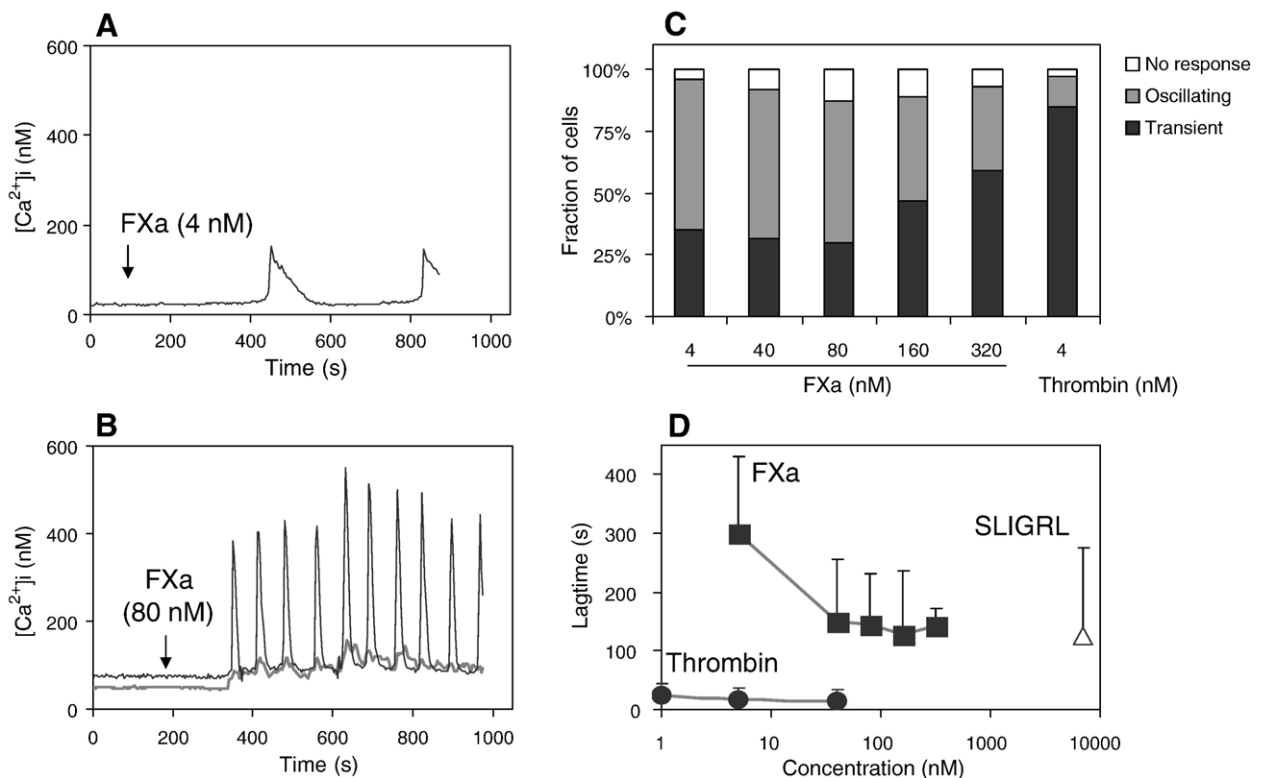 A
600
400
200
0
[Ca2+]i (nM)
FXa (4 nM)
0 200 400 600 800 1000
Time (s)
C
100%
75%
50%
25%
0%
Fraction of cells
No response
Oscillating
Transient
4 40 80 160 320 4
FXa (nM) Thrombin (nM)
B
600
400
200
0
[Ca2+]i (nM)
FXa
(80 nM)
0 200 400 600 800 1000
Time (s)
D
400
300
200
100
0
Lagtime (s)
FXa
SLIGRL
Thrombin
1 10 100 1000 10000
Concentration (nM)